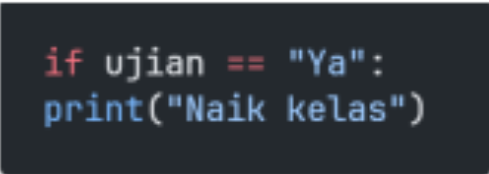 if ujian == "Ya":
print("Naik kelas")